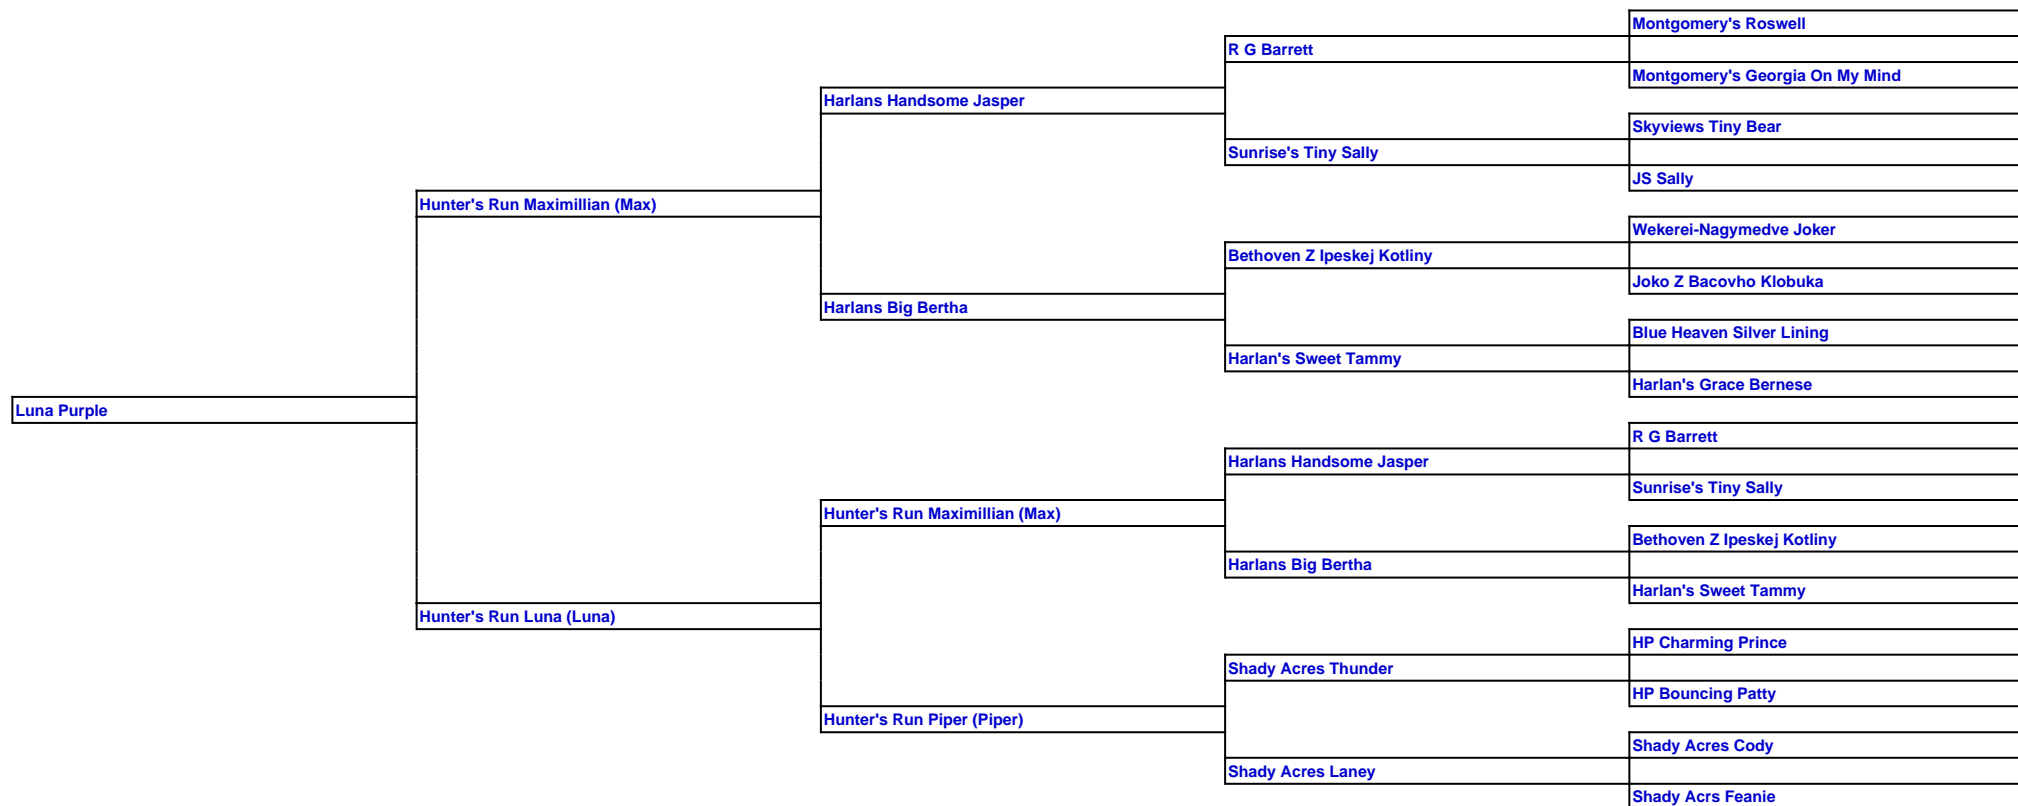 Montgomery's Roswell
R G Barrett
Montgomery's Georgia On My Mind
Harlans Handsome Jasper
Skyviews Tiny Bear
Sunrise's Tiny Sally
JS Sally
Hunter's Run Maximillian (Max)
Wekerei-Nagymedve Joker
Bethoven Z Ipeskej Kotliny
Joko Z Bacovho Klobuka
Harlans Big Bertha
Blue Heaven Silver Lining
Harlan's Sweet Tammy
Harlan's Grace Bernese
Luna Purple
R G Barrett
Harlans Handsome Jasper
Sunrise's Tiny Sally
Hunter's Run Maximillian (Max)
Bethoven Z Ipeskej Kotliny
Harlans Big Bertha
Harlan's Sweet Tammy
Hunter's Run Luna (Luna)
HP Charming Prince
Shady Acres Thunder
HP Bouncing Patty
Hunter's Run Piper (Piper)
Shady Acres Cody
Shady Acres Laney
Shady Acrs Feanie